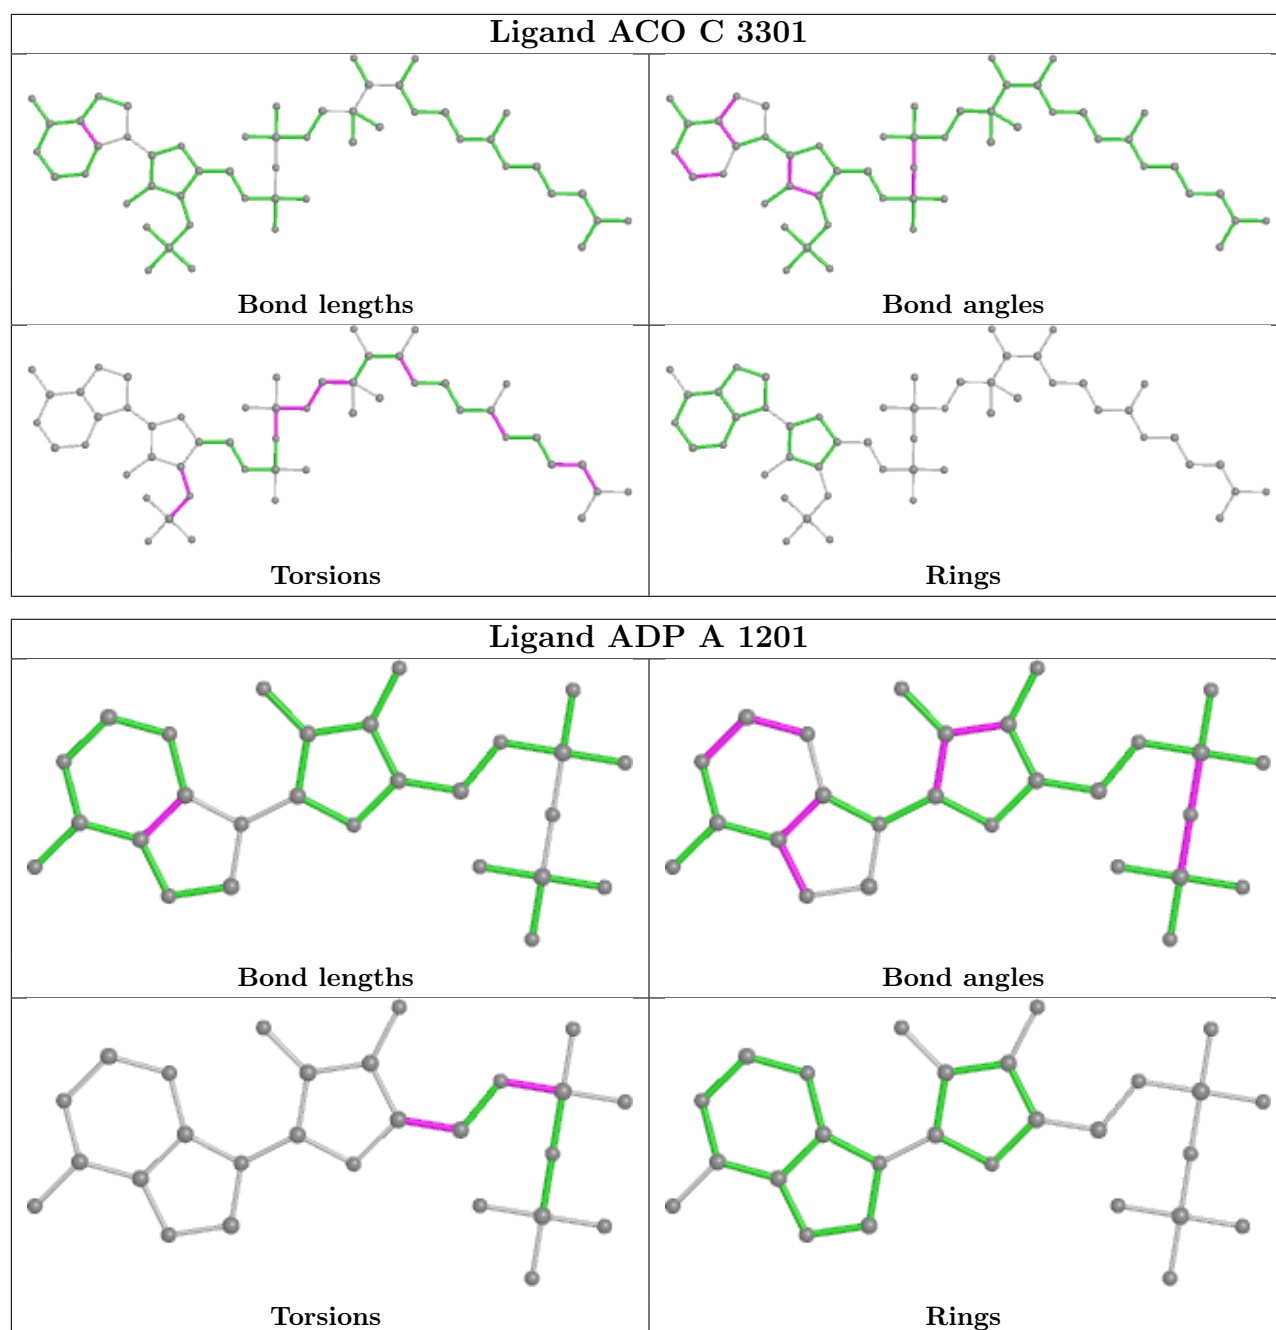 Ligand ACO C 3301
Bond lengths
Bond angles
Torsions
Rings
Ligand ADP A 1201
Bond lengths
Bond angles
Torsions
Rings